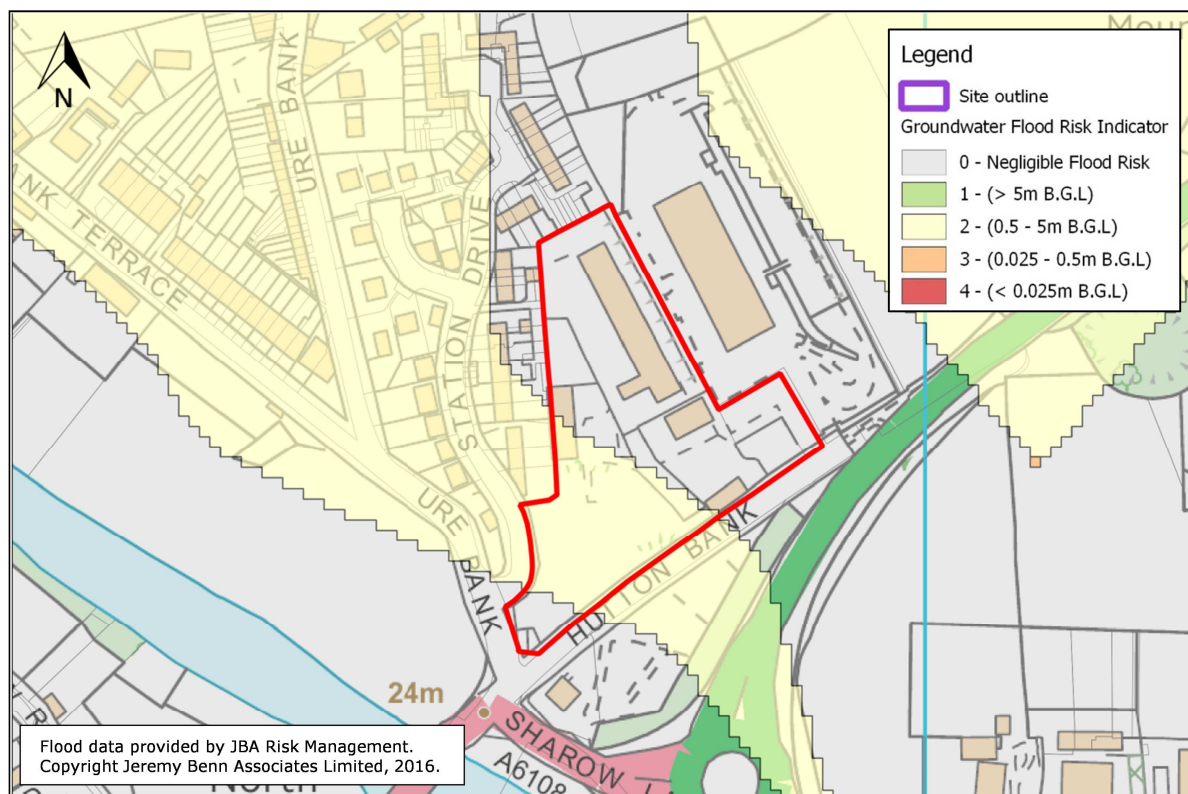 N
URE BANK
ANK TERRACE
STATION DRIVE
URE
BANK
HUTTON BANK
24m
SHAROW
A6108
North
Legend
Site outline
Groundwater Flood Risk Indicator
0 - Negligible Flood Risk
1 - (> 5m B.G.L)
2 - (0.5 - 5m B.G.L)
3 - (0.025 - 0.5m B.G.L)
4 - (< 0.025m B.G.L)
Flood data provided by JBA Risk Management.
Copyright Jeremy Benn Associates Limited, 2016.